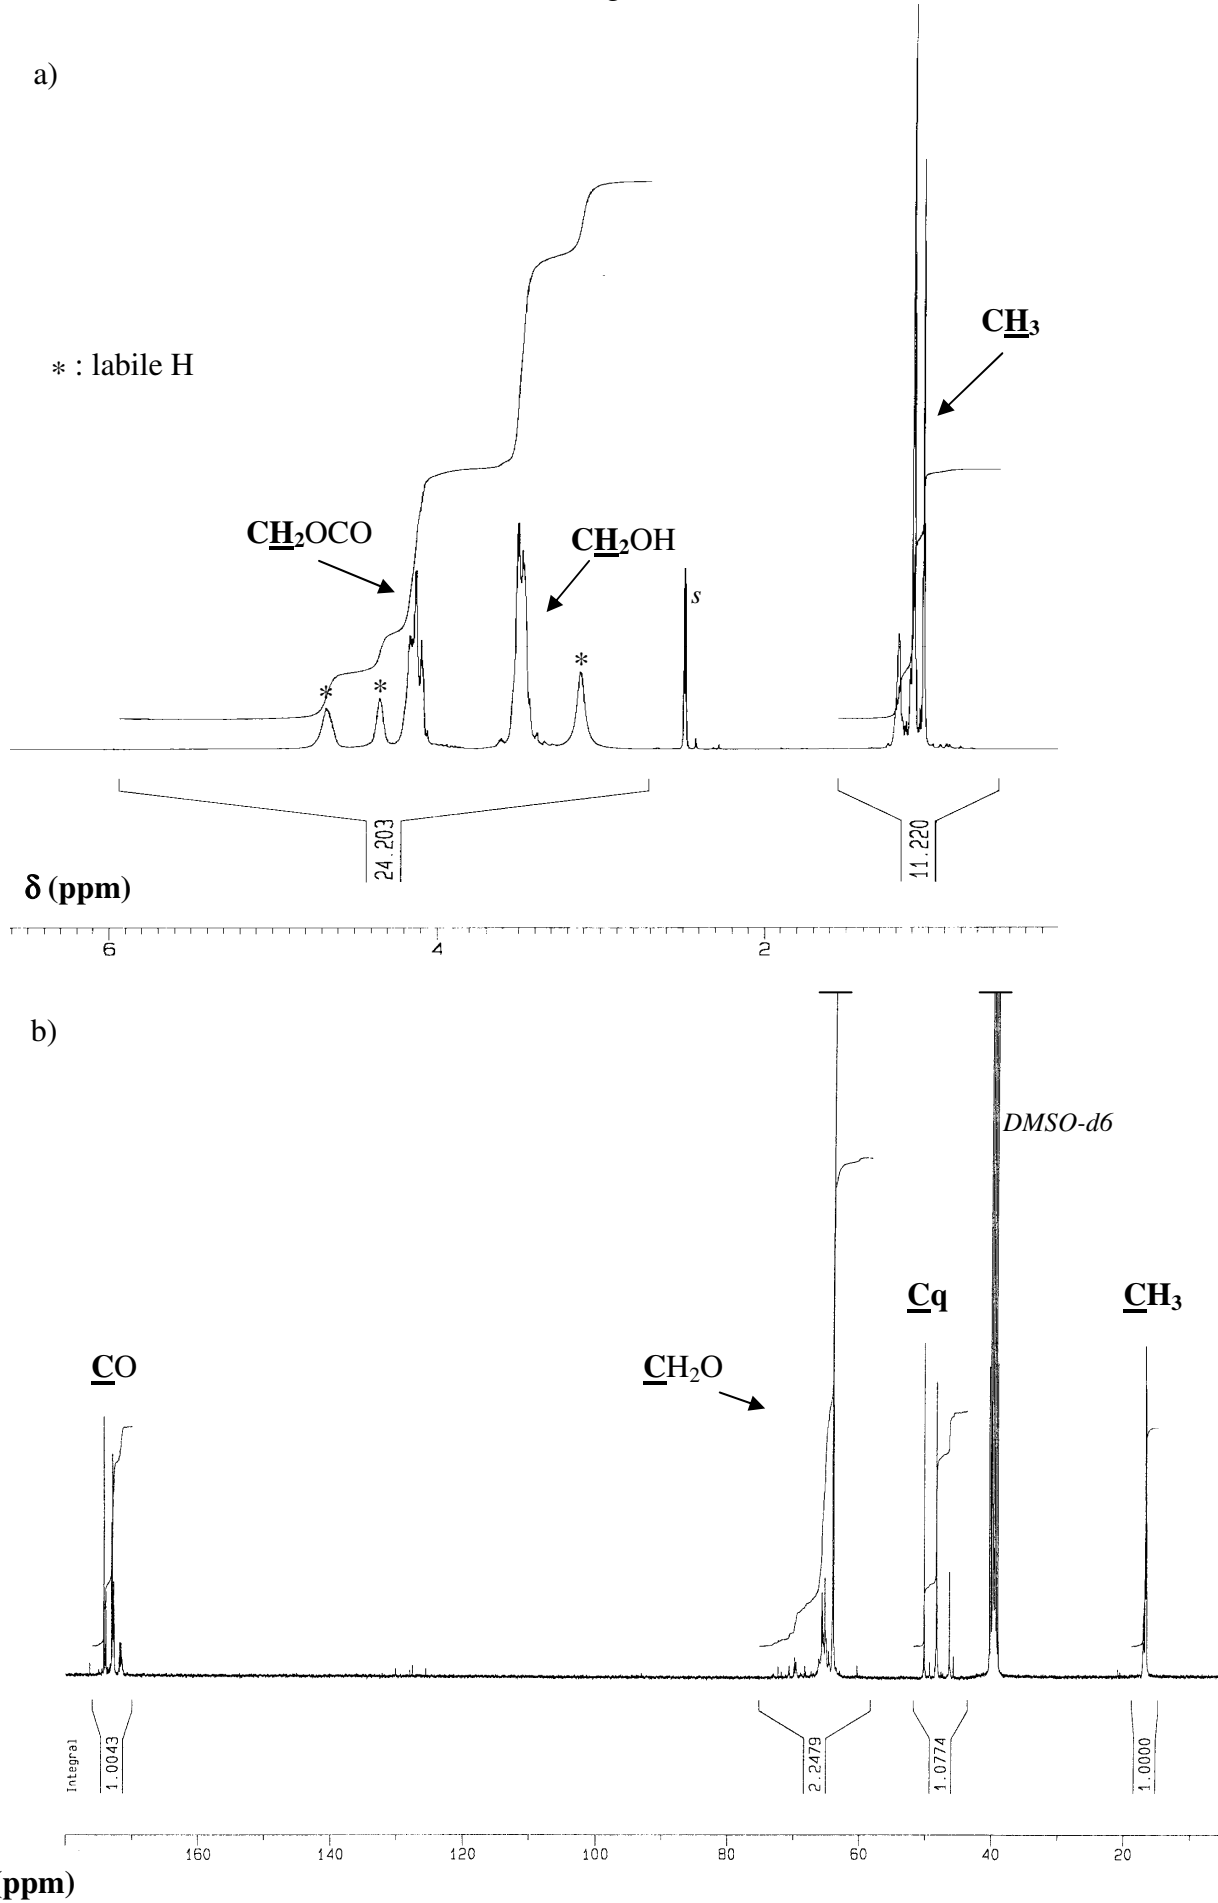 a)
* : labile H
CH3
CH2OCO
CH2OH
s
*
*
*
24.203
11.220
δ (ppm)
6
4
2
b)
DMSO-d6
Cq
CH3
CO
CH2O
Integral
1.0043
2.2479
1.0774
1.0000
160
140
120
100
80
60
40
20
(ppm)